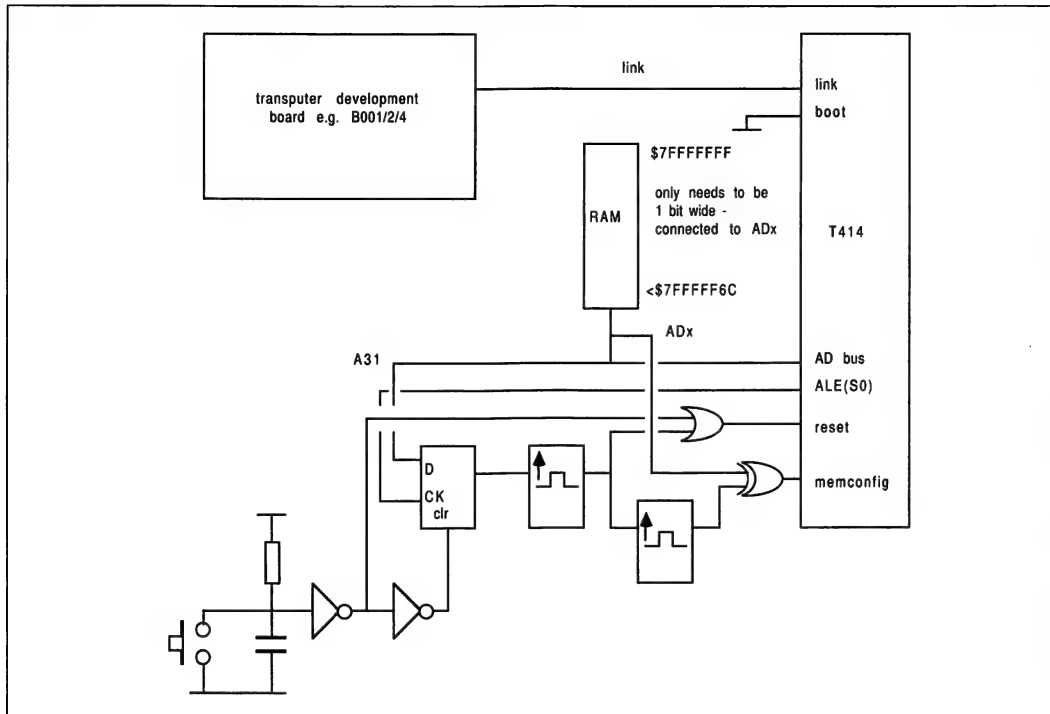 link
transputer development
board e.g. B001/2/4
link
boot
$7FFFFFFF
only needs to be
1 bit wide -
connected to ADx
RAM
T414
<$7FFFFF6C
ADx
A31
AD bus
ALE(S0)
reset
D
CK
clr
memconfig